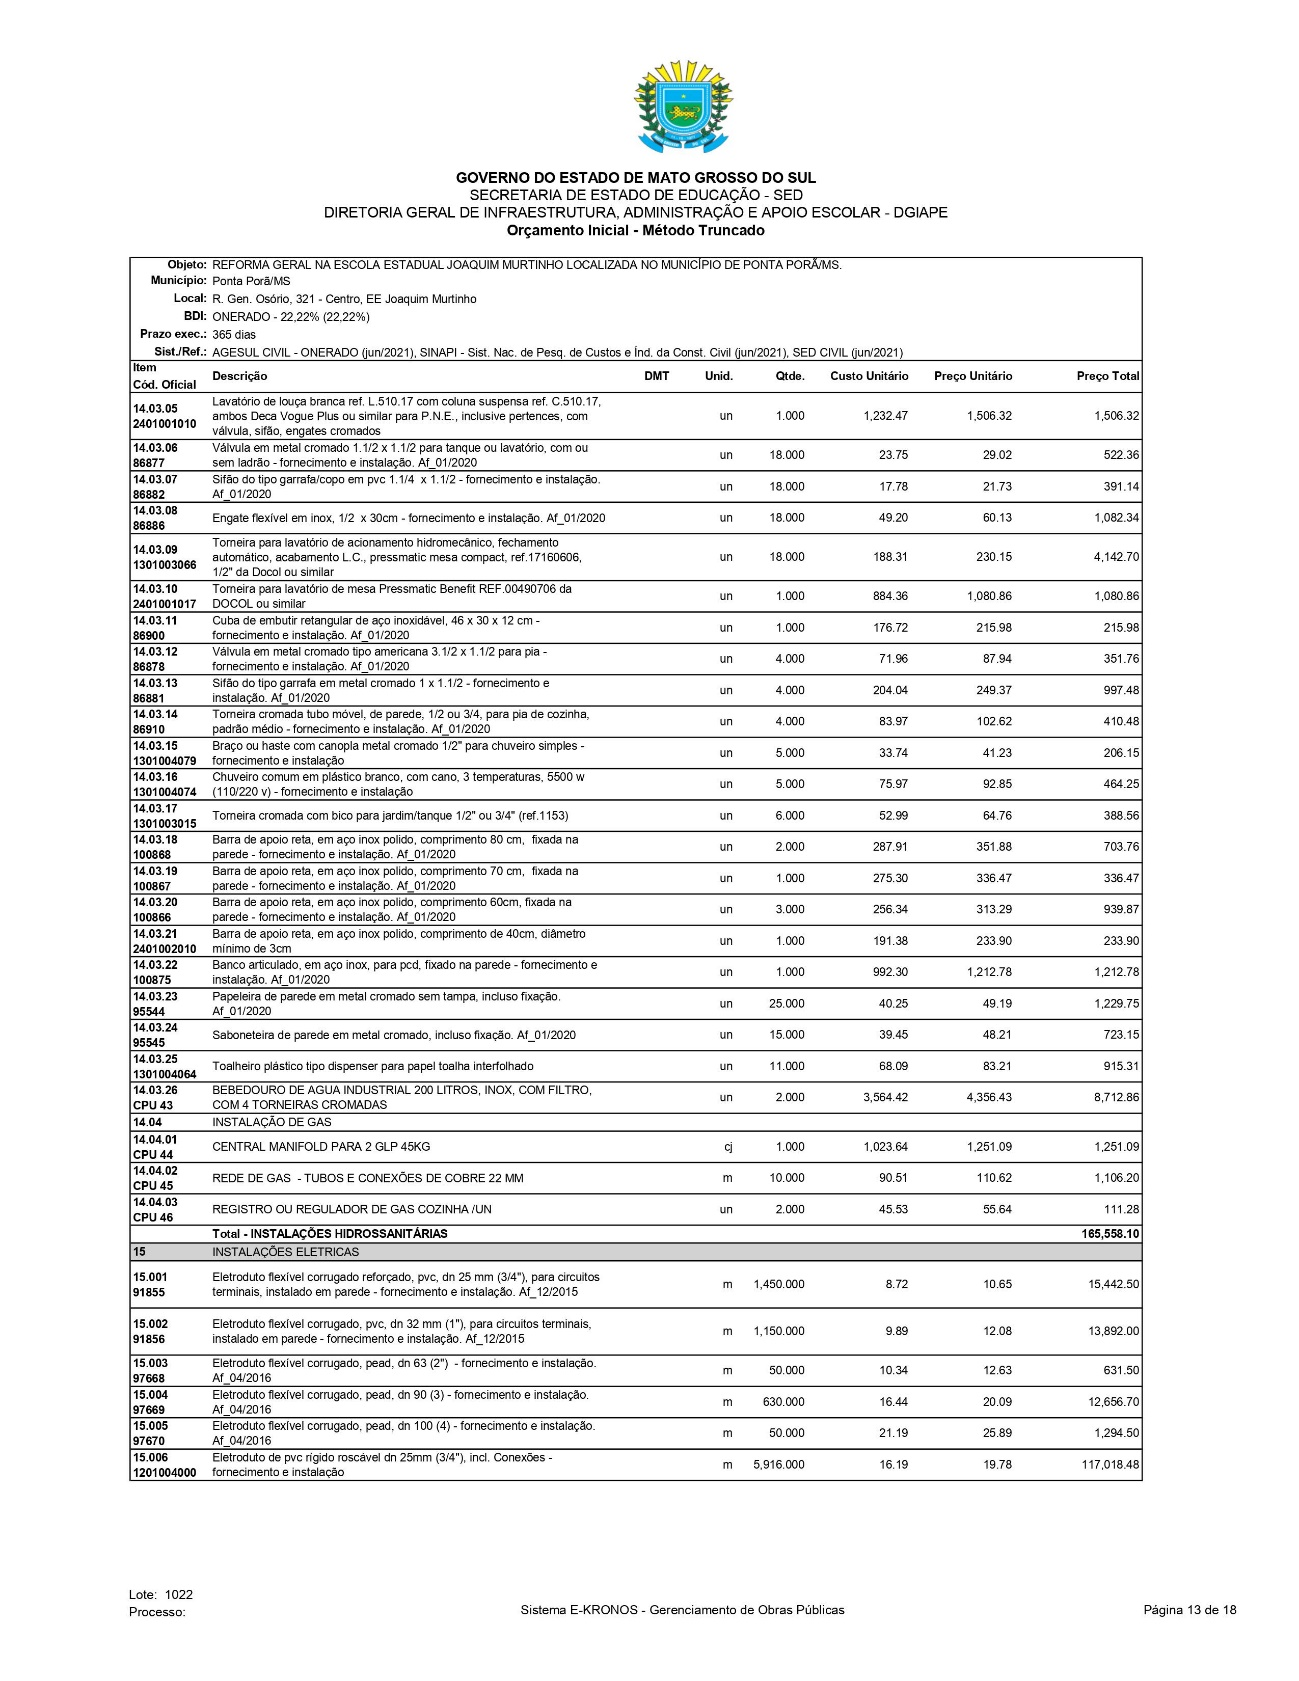 GOVERNO DO ESTADO DE MATO GROSSO DO SUL
SECRETARIA DE ESTADO DE EDUCAÇÃO - SED
DIRETORIA GERAL DE INFRAESTRUTURA, ADMINISTRAÇÃO E APOIO ESCOLAR - DGIAPE
Orçamento Inicial - Método Truncado
Objeto: REFORMA GERAL NA ESCOLA ESTADUAL JOAQUIM MURTINHO LOCALIZADA NO MUNICÍPIO DE PONTA PORÃ/MS.
Município: Ponta Porã/MS
Local: R. Gen. Osório, 321 - Centro, EE Joaquim Murtinho
BDI: ONERADO - 22,22% (22,22%)
Prazo exec.: 365 dias
Sist./Ref.: AGESUL CIVIL - ONERADO (jun/2021), SINAPI - Sist. Nac. de Pesq. de Custos e Índ. da Const. Civil (jun/2021), SED CIVIL (jun/2021)
Item
Cód. Oficial Descrição DMT Unid. Qtde. Custo Unitário Preço Unitário Preço Total
14.03.05 Lavatório de louça branca ref. L.510.17 com coluna suspensa ref. C.510.17,
2401001010 ambos Deca Vogue Plus ou similar para P.N.E., inclusive pertences, com un 1.000 1,232.47 1,506.32 1,506.32
válvula, sifão, engates cromados
14.03.06 Válvula em metal cromado 1.1/2 x 1.1/2 para tanque ou lavatório, com ou un 18.000 23.75 29.02 522.36
86877 sem ladrão - fornecimento e instalação. Af_01/2020
14.03.07 Sifão do tipo garrafa/copo em pvc 1.1/4 x 1.1/2 - fornecimento e instalação. un 18.000 17.78 21.73 391.14
86882 Af_01/2020
14.03.08
86886 Engate flexível em inox, 1/2 x 30cm - fornecimento e instalação. Af_01/2020 un 18.000 49.20 60.13 1,082.34
14.03.09 Torneira para lavatório de acionamento hidromecânico, fechamento
1301003066 automático, acabamento L.C., pressmatic mesa compact, ref.17160606, un 18.000 188.31 230.15 4,142.70
1/2" da Docol ou similar
14.03.10 Torneira para lavatório de mesa Pressmatic Benefit REF.00490706 da un 1.000 884.36 1,080.86 1,080.86
2401001017 DOCOL ou similar
14.03.11 Cuba de embutir retangular de aço inoxidável, 46 x 30 x 12 cm - un 1.000 176.72 215.98 215.98
86900 fornecimento e instalação. Af_01/2020
14.03.12 Válvula em metal cromado tipo americana 3.1/2 x 1.1/2 para pia - un 4.000 71.96 87.94 351.76
86878 fornecimento e instalação. Af_01/2020
14.03.13 Sifão do tipo garrafa em metal cromado 1 x 1.1/2 - fornecimento e un 4.000 204.04 249.37 997.48
86881 instalação. Af_01/2020
14.03.14 Torneira cromada tubo móvel, de parede, 1/2 ou 3/4, para pia de cozinha, un 4.000 83.97 102.62 410.48
86910 padrão médio - fornecimento e instalação. Af_01/2020
14.03.15 Braço ou haste com canopla metal cromado 1/2" para chuveiro simples - un 5.000 33.74 41.23 206.15
1301004079 fornecimento e instalação
14.03.16 Chuveiro comum em plástico branco, com cano, 3 temperaturas, 5500 w un 5.000 75.97 92.85 464.25
1301004074 (110/220 v) - fornecimento e instalação
14.03.17
1301003015 Torneira cromada com bico para jardim/tanque 1/2" ou 3/4" (ref.1153) un 6.000 52.99 64.76 388.56
14.03.18 Barra de apoio reta, em aço inox polido, comprimento 80 cm, fixada na un 2.000 287.91 351.88 703.76
100868 parede - fornecimento e instalação. Af_01/2020
14.03.19 Barra de apoio reta, em aço inox polido, comprimento 70 cm, fixada na un 1.000 275.30 336.47 336.47
100867 parede - fornecimento e instalação. Af_01/2020
14.03.20 Barra de apoio reta, em aço inox polido, comprimento 60cm, fixada na un 3.000 256.34 313.29 939.87
100866 parede - fornecimento e instalação. Af_01/2020
14.03.21 Barra de apoio reta, em aço inox polido, comprimento de 40cm, diâmetro un 1.000 191.38 233.90 233.90
2401002010 mínimo de 3cm
14.03.22 Banco articulado, em aço inox, para pcd, fixado na parede - fornecimento e un 1.000 992.30 1,212.78 1,212.78
100875 instalação. Af_01/2020
14.03.23 Papeleira de parede em metal cromado sem tampa, incluso fixação. un 25.000 40.25 49.19 1,229.75
95544 Af_01/2020
14.03.24
95545 Saboneteira de parede em metal cromado, incluso fixação. Af_01/2020 un 15.000 39.45 48.21 723.15
14.03.25
1301004064 Toalheiro plástico tipo dispenser para papel toalha interfolhado un 11.000 68.09 83.21 915.31
14.03.26 BEBEDOURO DE AGUA INDUSTRIAL 200 LITROS, INOX, COM FILTRO, un 2.000 3,564.42 4,356.43 8,712.86
CPU 43 COM 4 TORNEIRAS CROMADAS
14.04 INSTALAÇÃO DE GAS
14.04.01
CPU 44 CENTRAL MANIFOLD PARA 2 GLP 45KG cj 1.000 1,023.64 1,251.09 1,251.09
14.04.02
CPU 45 REDE DE GAS - TUBOS E CONEXÕES DE COBRE 22 MM m 10.000 90.51 110.62 1,106.20
14.04.03
CPU 46 REGISTRO OU REGULADOR DE GAS COZINHA /UN un 2.000 45.53 55.64 111.28
Total - INSTALAÇÕES HIDROSSANITÁRIAS 165,558.10
15 INSTALAÇÕES ELETRICAS
15.001 Eletroduto flexível corrugado reforçado, pvc, dn 25 mm (3/4"), para circuitos m 1,450.000 8.72 10.65 15,442.50
91855 terminais, instalado em parede - fornecimento e instalação. Af_12/2015
15.002 Eletroduto flexível corrugado, pvc, dn 32 mm (1"), para circuitos terminais, m 1,150.000 9.89 12.08 13,892.00
91856 instalado em parede - fornecimento e instalação. Af_12/2015
15.003 Eletroduto flexível corrugado, pead, dn 63 (2") - fornecimento e instalação. m 50.000 10.34 12.63 631.50
97668 Af_04/2016
15.004 Eletroduto flexível corrugado, pead, dn 90 (3) - fornecimento e instalação. m 630.000 16.44 20.09 12,656.70
97669 Af_04/2016
15.005 Eletroduto flexível corrugado, pead, dn 100 (4) - fornecimento e instalação. m 50.000 21.19 25.89 1,294.50
97670 Af_04/2016
15.006 Eletroduto de pvc rígido roscável dn 25mm (3/4"), incl. Conexões - m 5,916.000 16.19 19.78 117,018.48
1201004000 fornecimento e instalação
Lote: 1022
Processo: Sistema E-KRONOS - Gerenciamento de Obras Públicas Página 13 de 18